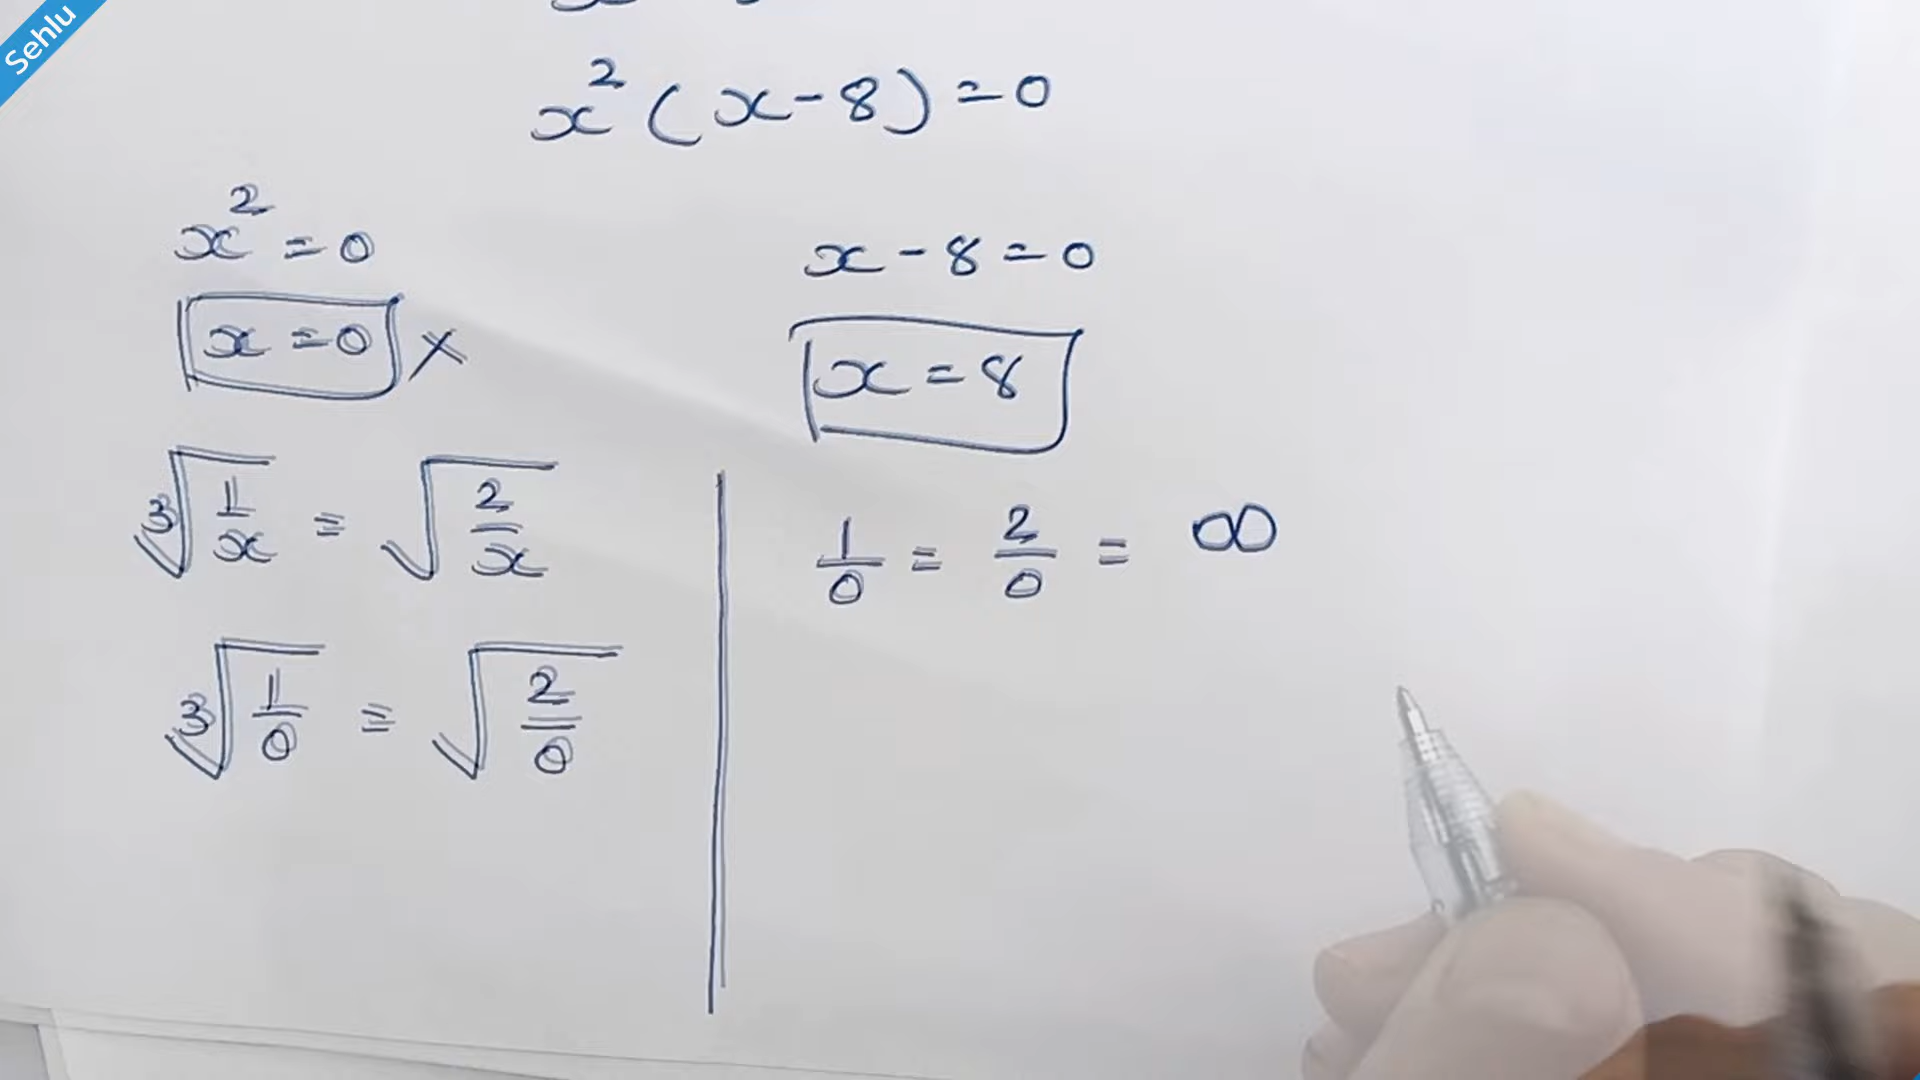 Sehlu
x²(x-8)=0
x²=0
x=0 ×
x-8=0
x=8
∛(1/x) = √(2/x)
∛(1/0) = √(2/0)
1/0 = 2/0 = ∞